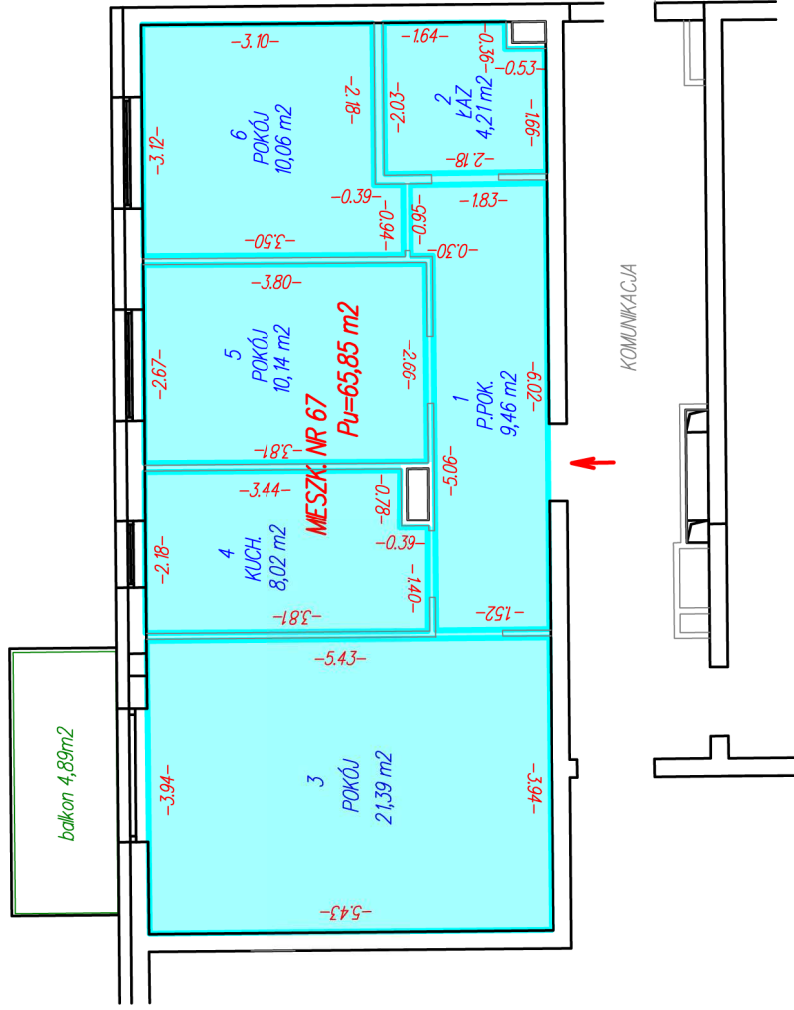 -3.10-
-1.64-
-0.36-
-0.53-
-2.18-
-2.03-
2
ŁAZ
4,21 m2
-1.66-
-3.12-
6
POKÓJ
10,06 m2
-2.18-
-0.39-
-0.94-
-3.50-
-1.83-
-0.95-
-0.30-
-3.80-
-2.67-
5
POKÓJ
10,14 m2
-2.66-
-3.81-
MIESZK. NR 67
Pu=65,85 m2
1
P.POK.
9,46 m2
-6.02-
-5.06-
KOMUNIKACJA
-3.44-
-0.78-
-2.18-
4
KUCH.
8,02 m2
-0.39-
-1.40-
-3.81-
-1.52-
-5.43-
-3.94-
3
POKÓJ
21,39 m2
-3.94-
-5.43-
balkon 4,89m2